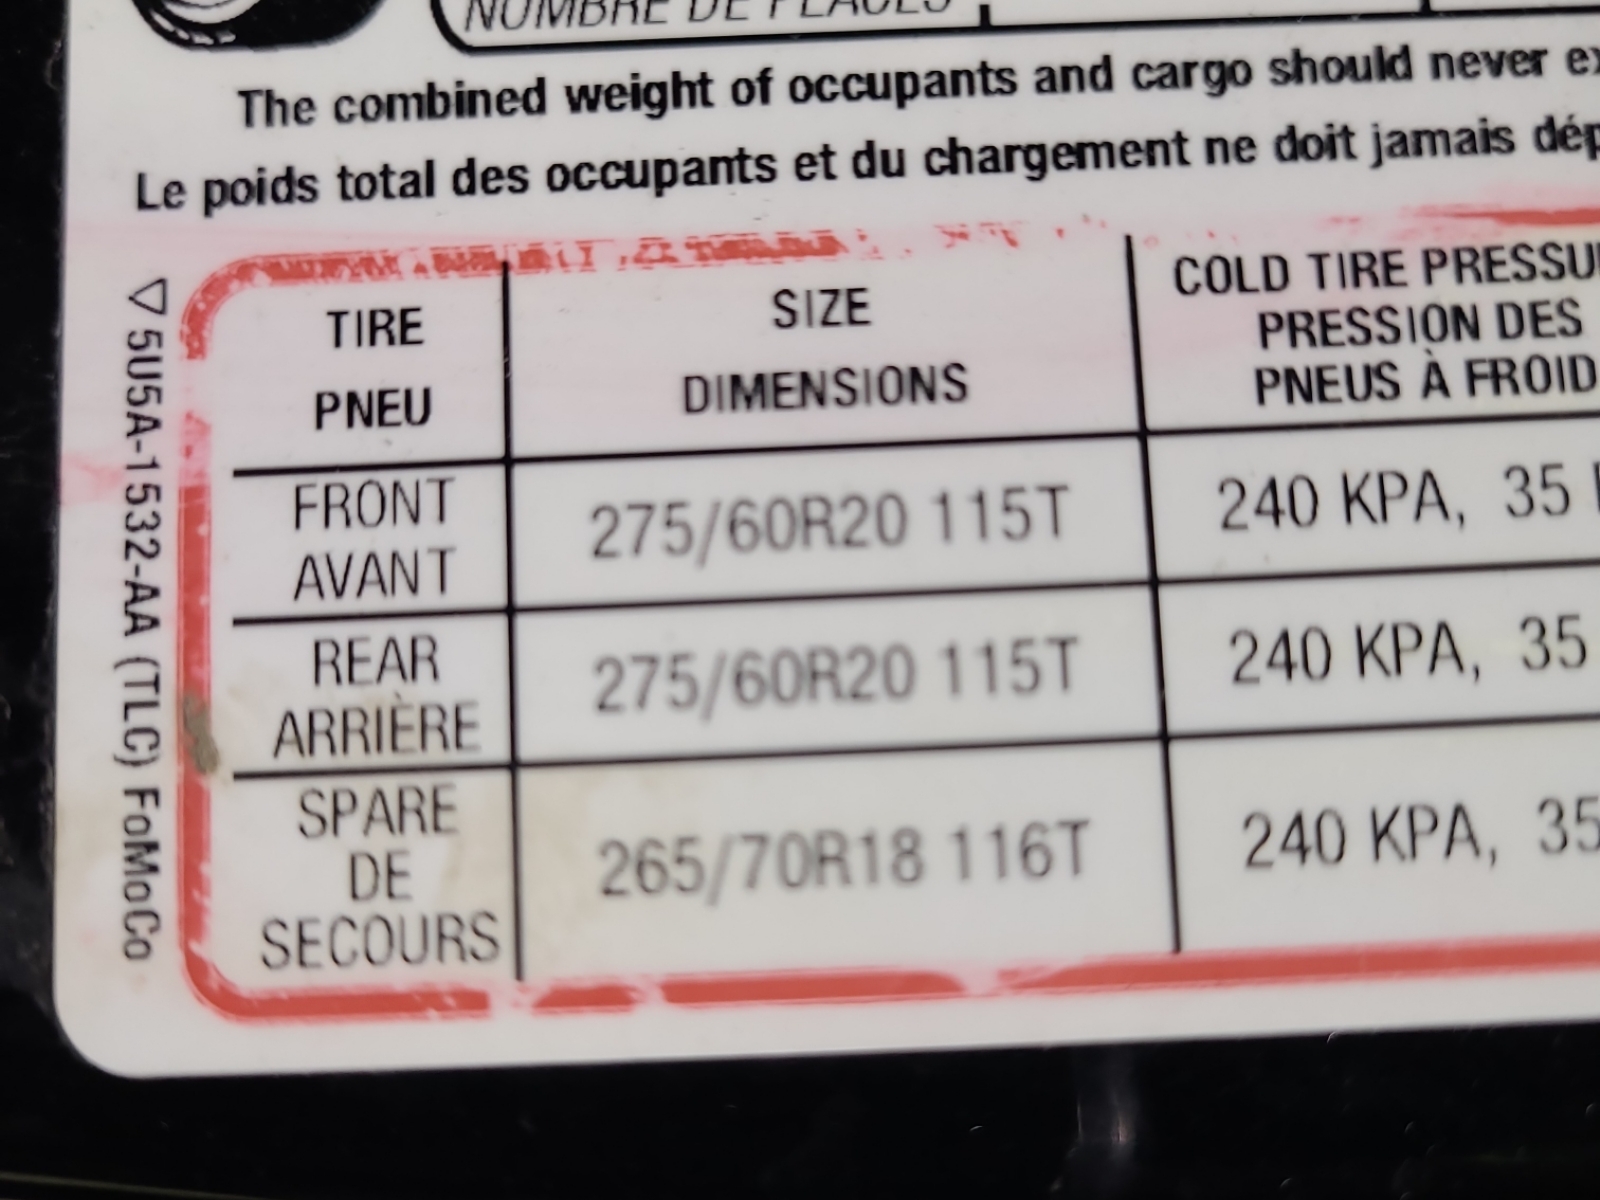 NOMBRE DE PLACES
The combined weight of occupants and cargo should never
Le poids total des occupants et du chargement ne doit jamais
TIRE
PNEU
SIZE
DIMENSIONS
COLD TIRE
PRESSION DES
PNEUS À FROID
FRONT
AVANT
275/60R20 115T
240 KPA, 35
REAR
ARRIÈRE
275/60R20 115T
240 KPA, 35
SPARE
DE
SECOURS
265/70R18 116T
240 KPA, 35
5U5A-1532-AA (TLC) FoMoCo